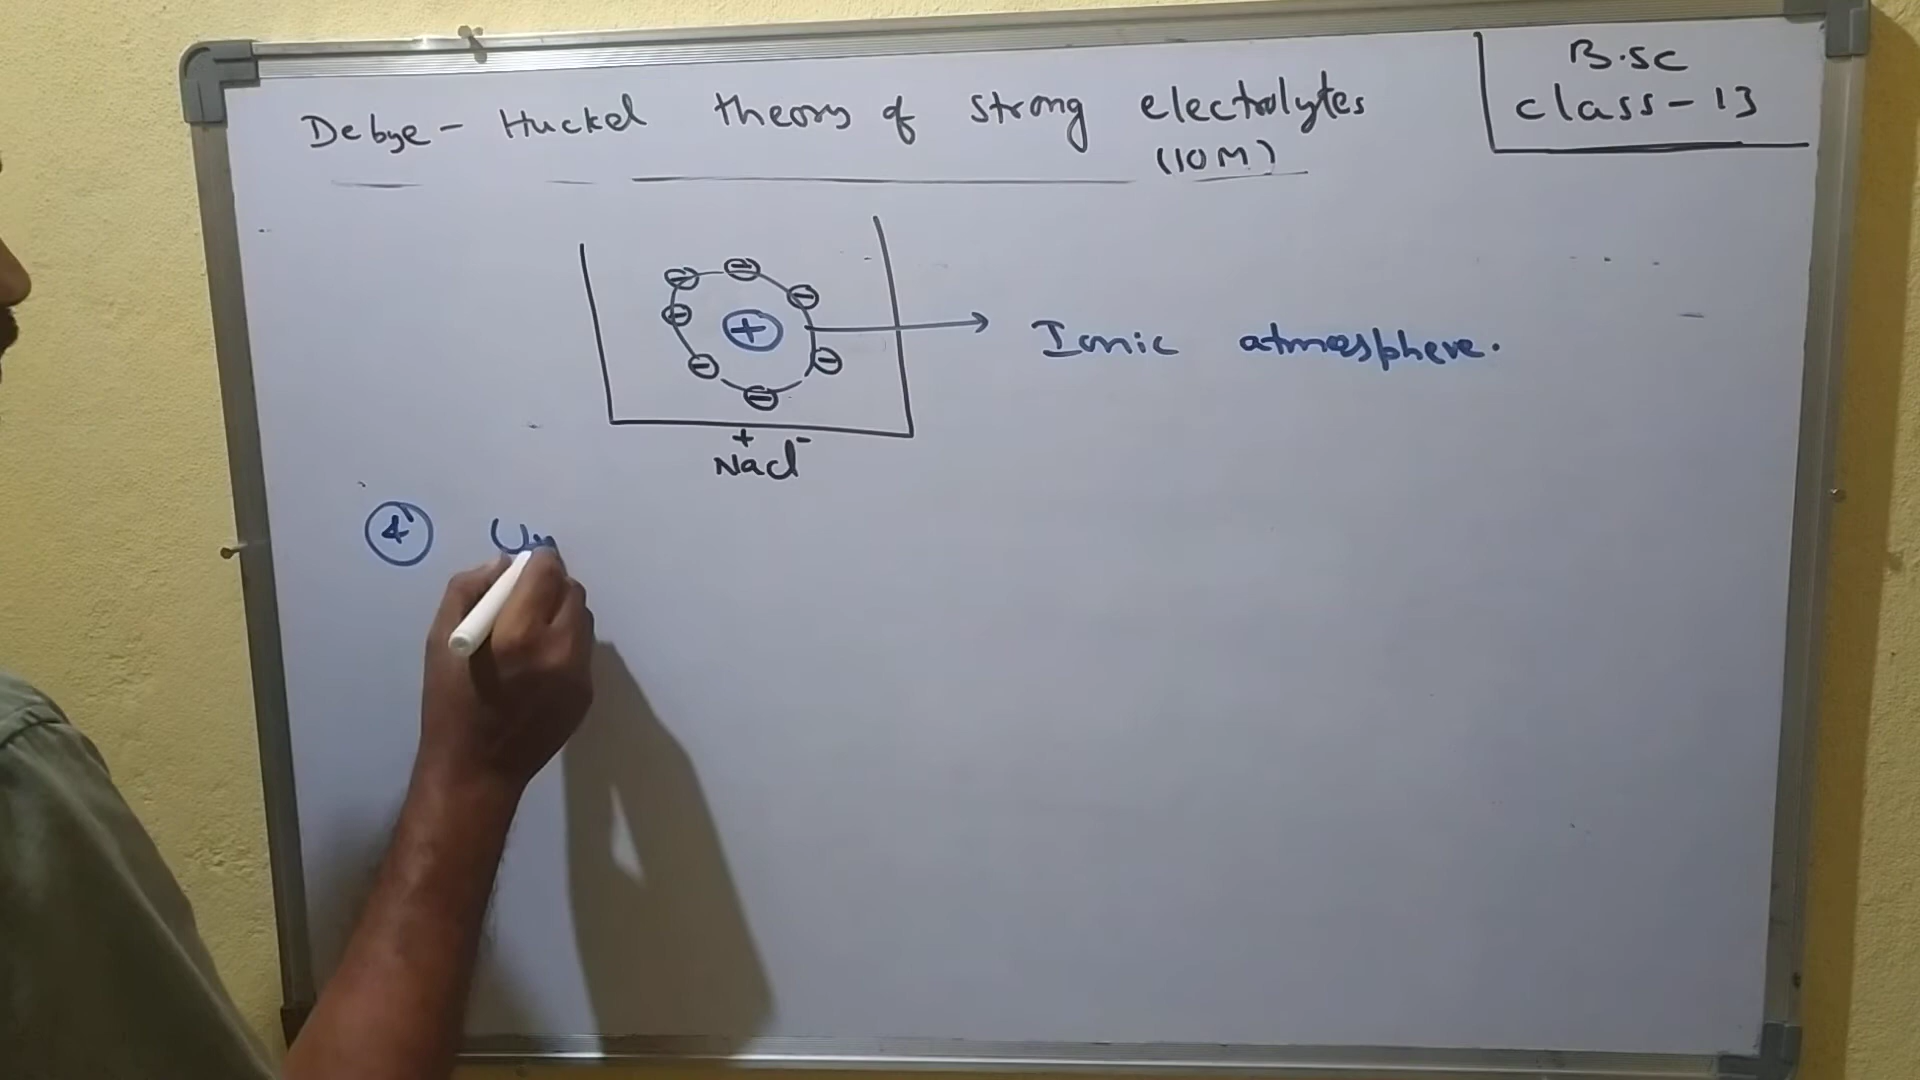 B.SC
class-13
Debye - Huckel theory of strong electrolytes
(10M)
Ionic atmosphere.
+ -
NaCl
4